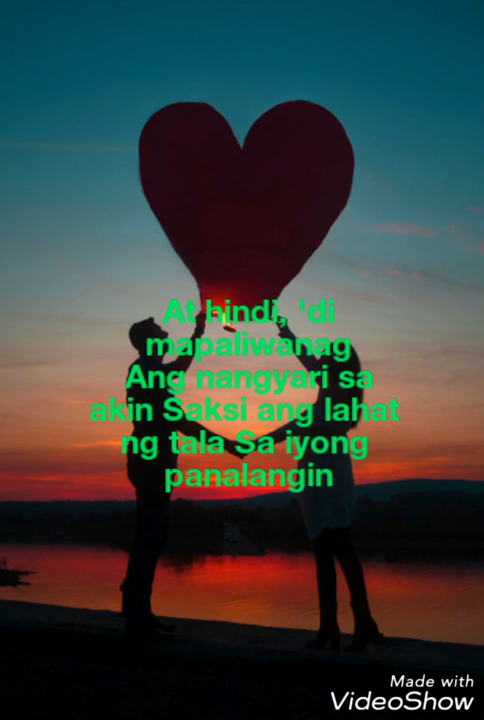 At hindi, 'di
mapaliwanag
Ang nangyari sa
akin Saksi ang lahat
ng tala Sa iyong
panalangin
Made with
VideoShow